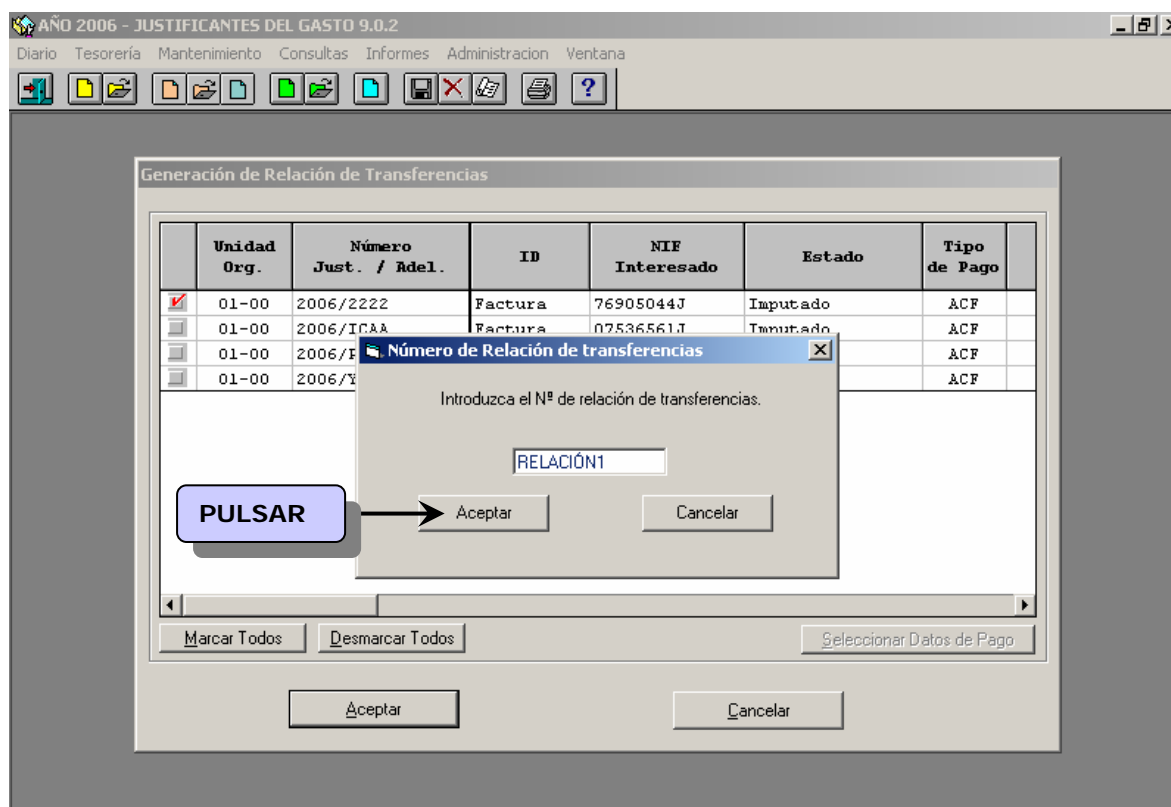 AÑO 2006 - JUSTIFICANTES DEL GASTO 9.0.2
Diario Tesorería Mantenimiento Consultas Informes Administracion Ventana
?
Generación de Relación de Transferencias
Unidad Org. Número Just. / Adel. ID NIF Interesado Estado Tipo de Pago
01-00 2006/2222 Factura 76905044J Imputado ACF
01-00 2006/ICAA Factura 07536561J Imputado ACF
01-00 ACF
01-00 ACF
Número de Relación de transferencias
Introduzca el Nº de relación de transferencias.
RELACIÓN1
PULSAR
Aceptar Cancelar
Marcar Todos Desmarcar Todos Seleccionar Datos de Pago
Aceptar Cancelar